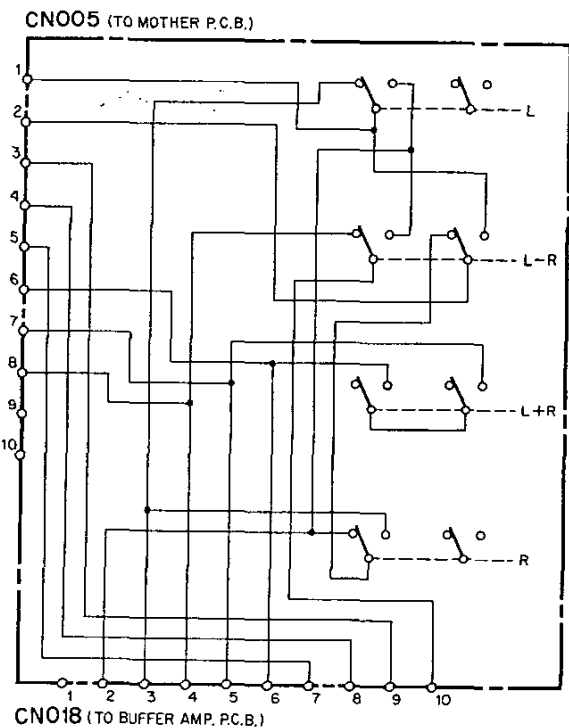 CN005 (TO MOTHER P.C.B.)
1
2
3
4
5
6
7
8
9
10
L
L-R
L+R
R
1 2 3 4 5 6 7 8 9 10
CN018 (TO BUFFER AMP. P.C.B.)